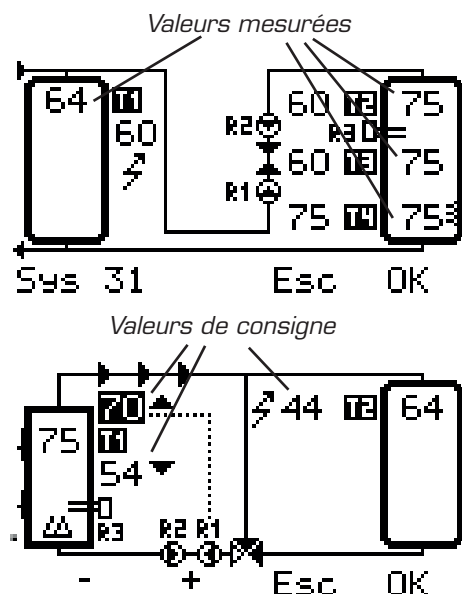 Valeurs mesurées
64 T1 60 T2 75
60 R2 R3
60 T3 75
R1
75 T4 75
Sys 31 Esc OK
Valeurs de consigne
70 44 T2 64
75 T1
54
R3 R2 R1
- + Esc OK